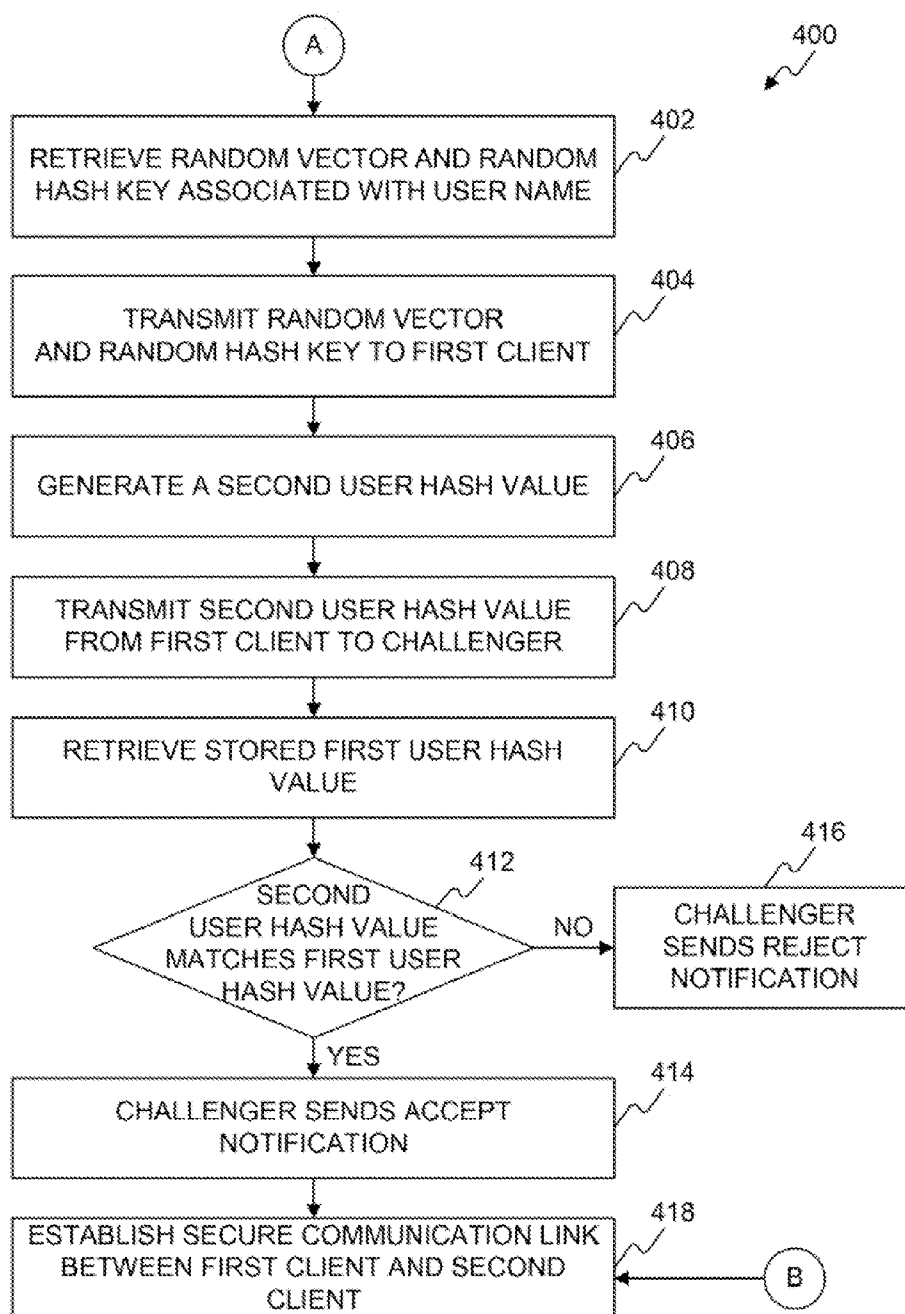 A
400
RETRIEVE RANDOM VECTOR AND RANDOM
HASH KEY ASSOCIATED WITH USER NAME
402
TRANSMIT RANDOM VECTOR
AND RANDOM HASH KEY TO FIRST CLIENT
404
GENERATE A SECOND USER HASH VALUE
406
TRANSMIT SECOND USER HASH VALUE
FROM FIRST CLIENT TO CHALLENGER
408
RETRIEVE STORED FIRST USER HASH
VALUE
410
SECOND
USER HASH VALUE
MATCHES FIRST USER
HASH VALUE?
412
NO
CHALLENGER
SENDS REJECT
NOTIFICATION
416
YES
CHALLENGER SENDS ACCEPT
NOTIFICATION
414
ESTABLISH SECURE COMMUNICATION LINK
BETWEEN FIRST CLIENT AND SECOND
CLIENT
418
B